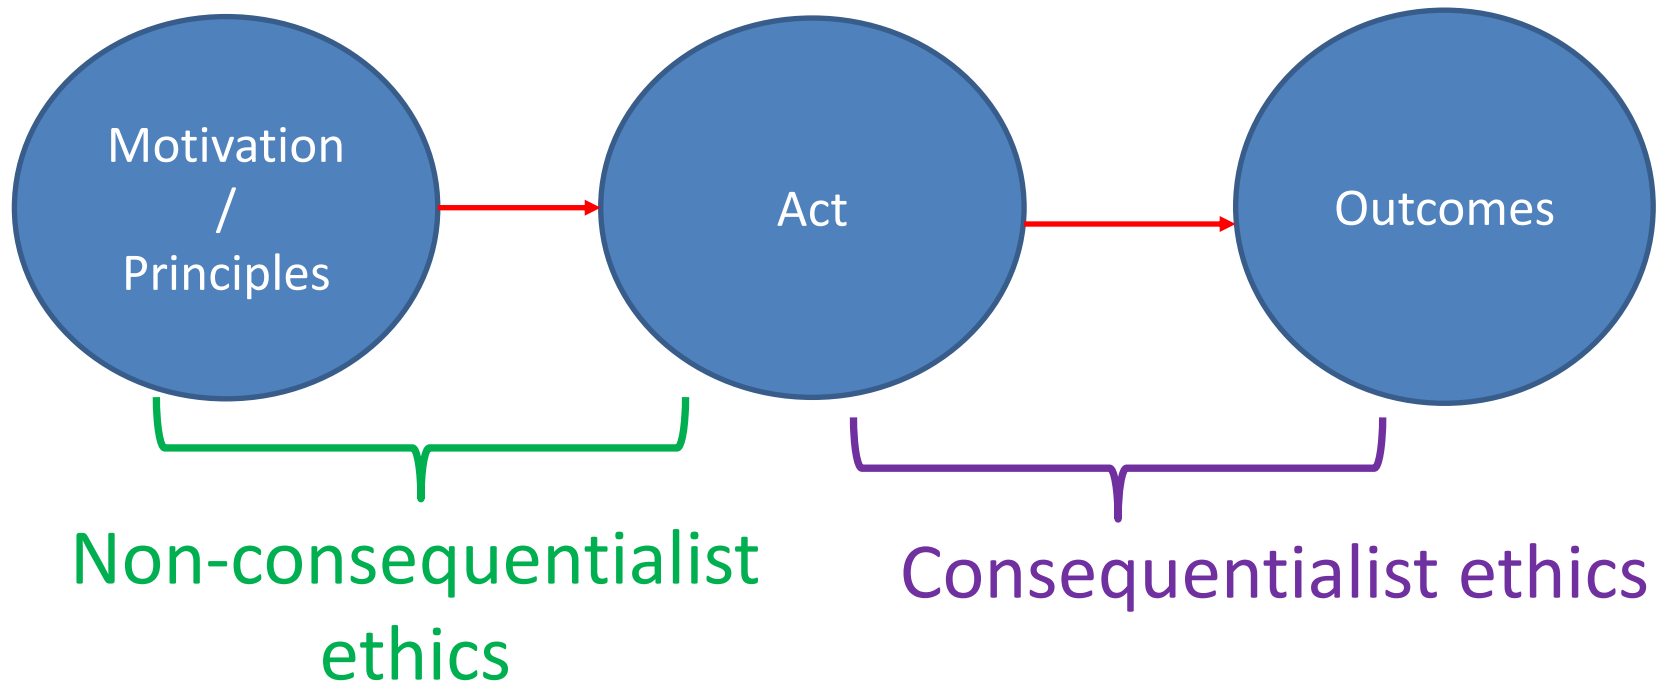 Motivation
/
Principles
Act
Outcomes
Non-consequentialist
ethics
Consequentialist ethics